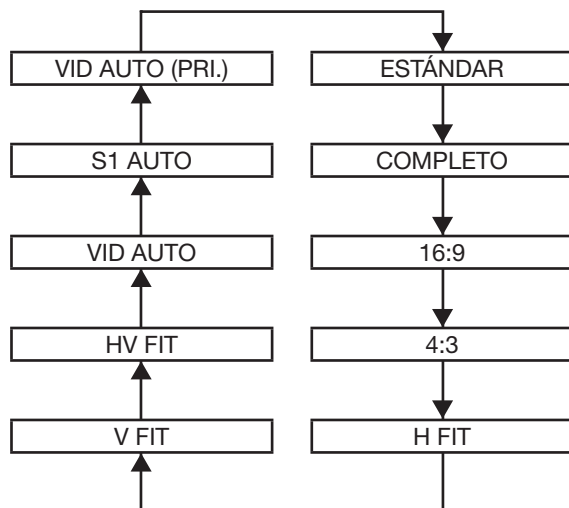 VID AUTO (PRI.)
ESTÁNDAR
S1 AUTO
COMPLETO
VID AUTO
16:9
HV FIT
4:3
V FIT
H FIT